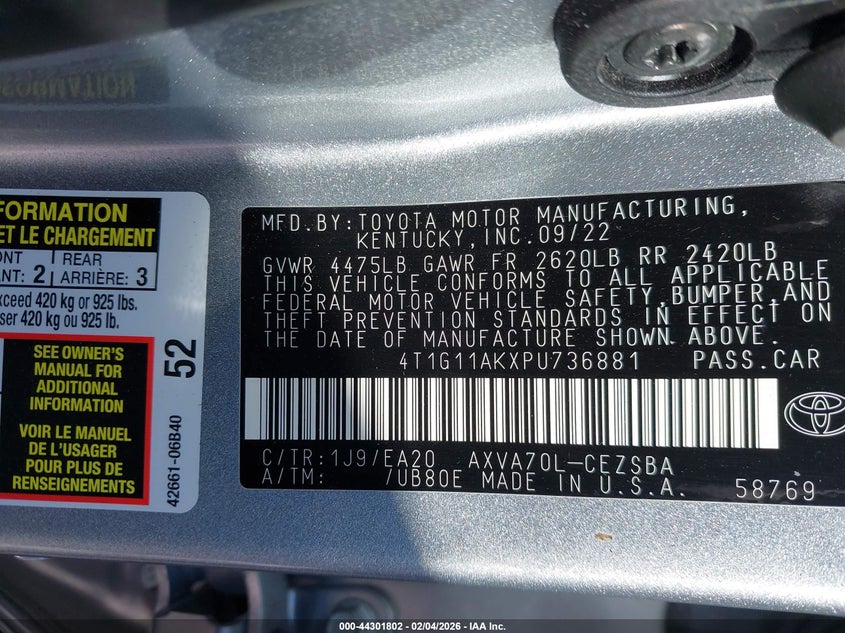 FORMATION
ET LE CHARGEMENT
ONT 2 REAR
ANT: 2 ARRIÈRE: 3
xceed 420 kg or 925 lbs.
ser 420 kg ou 925 lb.
SEE OWNER'S
MANUAL FOR
ADDITIONAL
INFORMATION
VOIR LE MANUEL
DE L'USAGER
POUR PLUS DE
RENSEIGNEMENTS
52
42661-06B40
MFD.BY:TOYOTA MOTOR MANUFACTURING,
KENTUCKY,INC.09/22
GVWR 4475LB GAWR FR 2620LB RR 2420LB
THIS VEHICLE CONFORMS TO ALL APPLICABLE
FEDERAL MOTOR VEHICLE SAFETY,BUMPER,AND
THEFT PREVENTION STANDARDS IN EFFECT ON
THE DATE OF MANUFACTURE SHOWN ABOVE.
4T1G11AKXPU736881 PASS.CAR
C/TR:1J9/EA20 AXVA70L-CEZSBA
A/TM: /UB80E MADE IN U.S.A.
58769
000-44301802 | 02/04/2026 – IAA Inc.